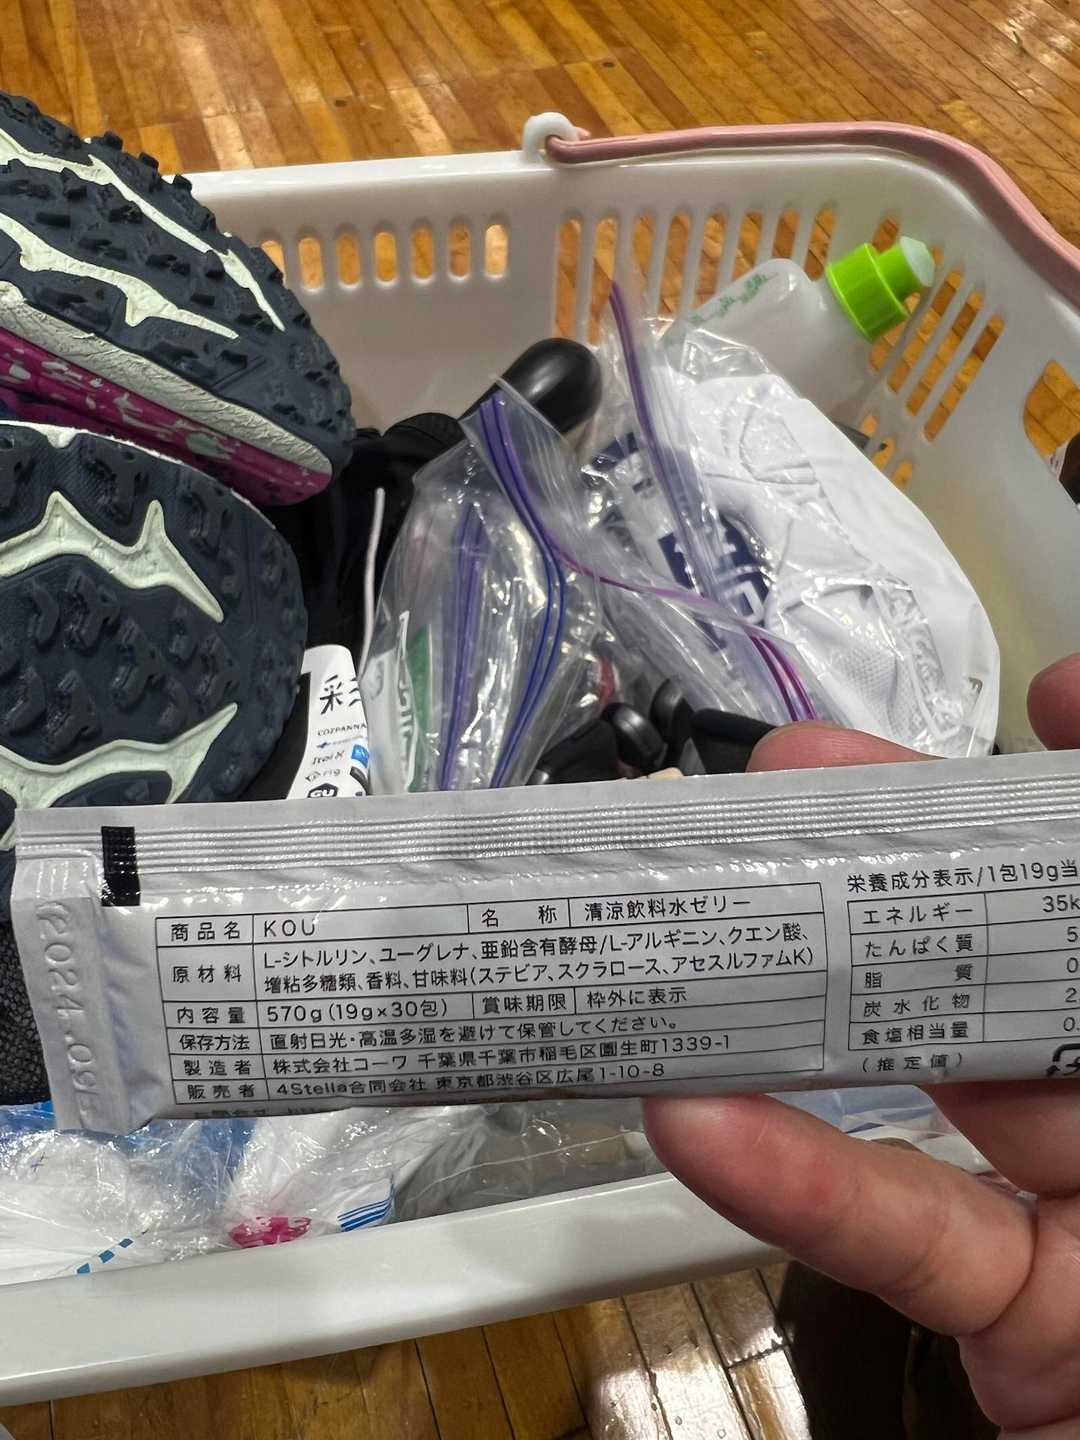 彩
COZPANNA
GU
商品名 KOU 名称 清涼飲料水ゼリー
原材料 L-シトルリン、ユーグレナ、亜鉛含有酵母/L-アルギニン、クエン酸、
増粘多糖類、香料、甘味料(ステビア、スクラロース、アセスルファムK)
内容量 570g(19g×30包) 賞味期限 枠外に表示
保存方法 直射日光・高温多湿を避けて保管してください。
製造者 株式会社コーワ 千葉県千葉市稲毛区園生町1339-1
販売者 4Stella合同会社 東京都渋谷区広尾1-10-8
栄養成分表示/1包19g当
エネルギー 35k
たんぱく質 5
脂質 0
炭水化物 2.
食塩相当量 0.
(推定値)
2024.09